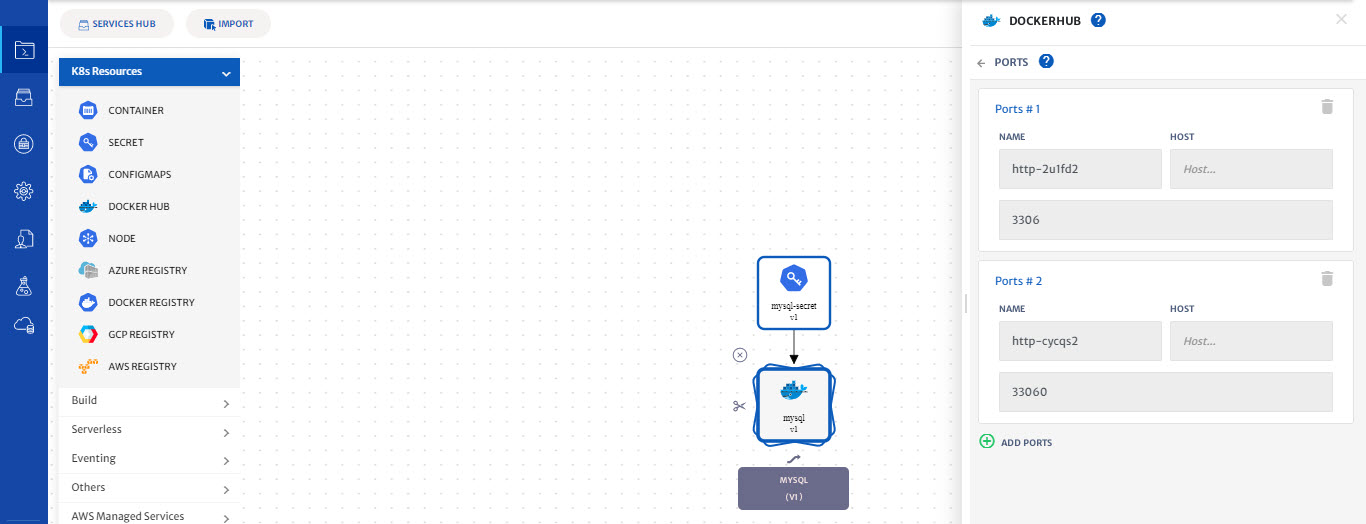 SERVICES HUB
IMPORT
K8s Resources
CONTAINER
SECRET
CONFIGMAPS
DOCKER HUB
NODE
AZURE REGISTRY
DOCKER REGISTRY
GCP REGISTRY
AWS REGISTRY
Build
Serverless
Eventing
Others
AWS Managed Services
mysql-secret
v1
mysql
v1
MYSQL
(V1)
DOCKERHUB ?
PORTS ?
Ports # 1
NAME HOST
http-2u1fd2 Host...
3306
Ports # 2
NAME HOST
http-cycqs2 Host...
33060
ADD PORTS